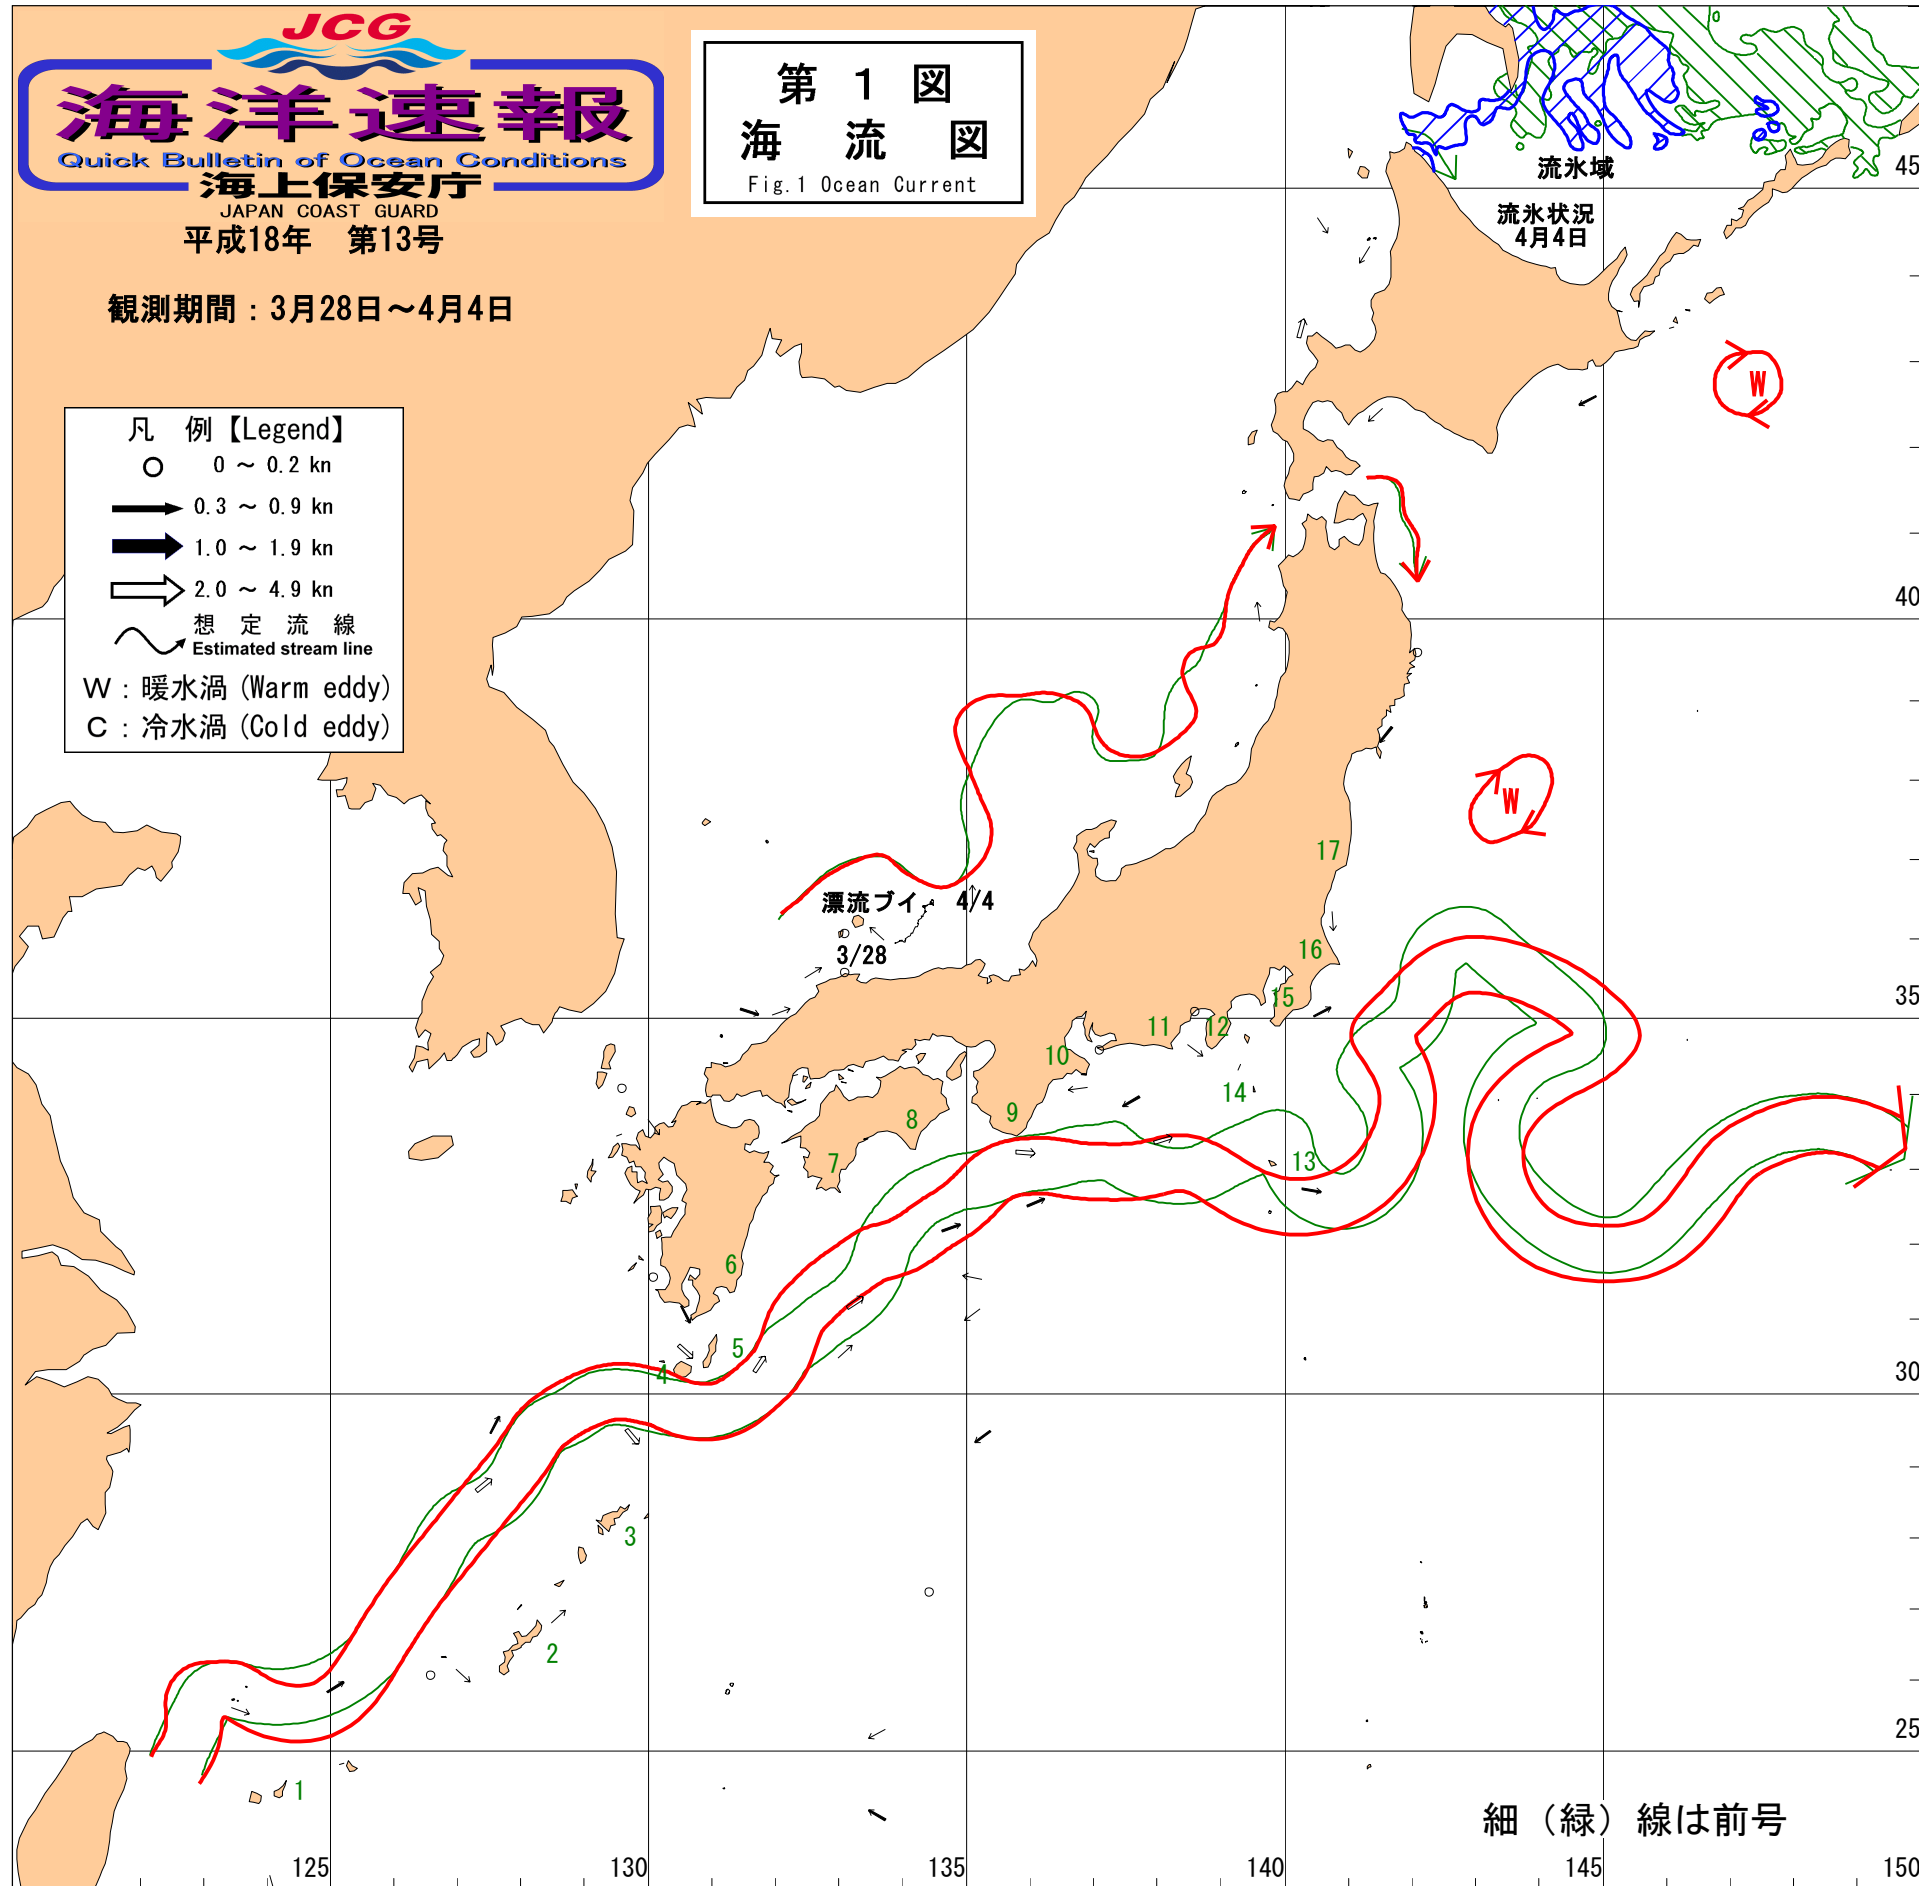 JCG
海洋速報
Quick Bulletin of Ocean Conditions
海上保安庁
JAPAN COAST GUARD
平成18年　第13号
観測期間：3月28日～4月4日
第 1 図
海 流 図
Fig.1 Ocean Current
凡 例【Legend】
0 ～ 0.2 kn
0.3 ～ 0.9 kn
1.0 ～ 1.9 kn
2.0 ～ 4.9 kn
想 定 流 線
Estimated stream line
W：暖水渦(Warm eddy)
C：冷水渦(Cold eddy)
流氷域
流氷状況
4月4日
45
W
40
W
17
漂流ブイ 4/4
3/28
16
35
15
11
12
10
14
9
8
7
13
6
5
4
30
3
2
25
1
細（緑）線は前号
125
130
135
140
145
150